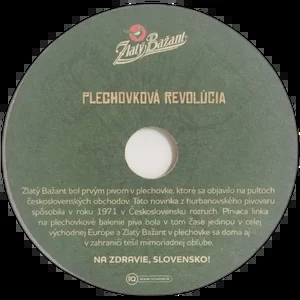 Zlatý Bažant
PLECHOVKOVÁ REVOLÚCIA
Zlatý Bažant bol prvým pivom v plechovke, ktoré sa objavilo na pultoch
československých obchodov. Táto novinka z hurbanovského pivovaru
spôsobila v roku 1971 v Československu rozruch. Plniaca linka
na plechovkové balenie piva bola v tom čase jedinou v celej
východnej Európe a Zlatý Bažant v plechovke sa doma aj
v zahraničí tešil mimoriadnej obľube.
NA ZDRAVIE, SLOVENSKO!